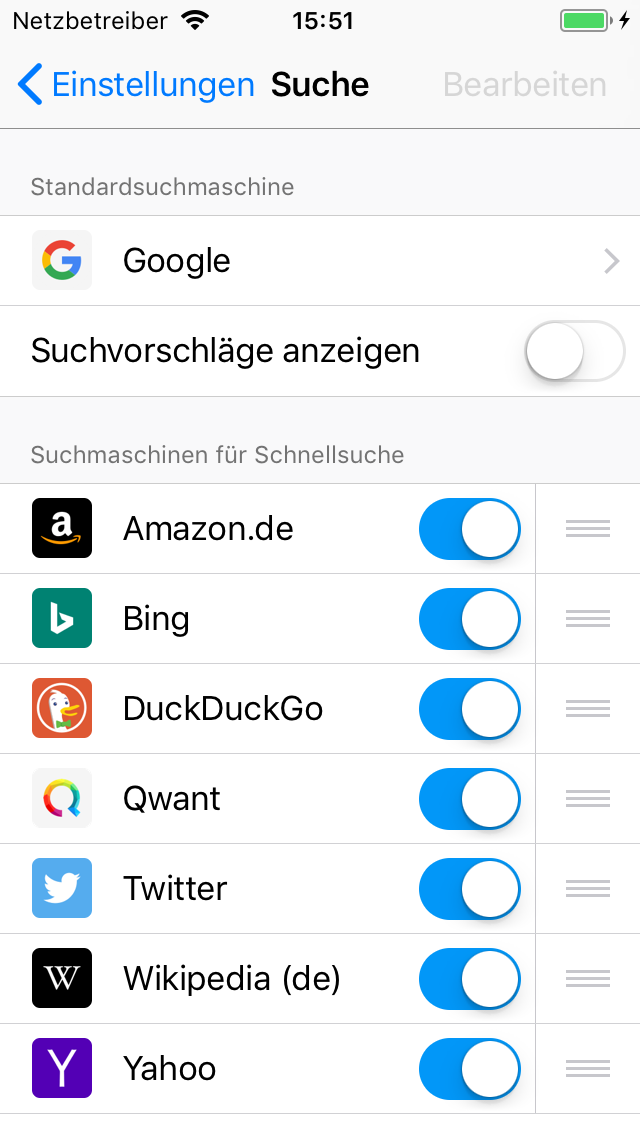 Netzbetreiber 15:51
Einstellungen Suche Bearbeiten
Standardsuchmaschine
Google
Suchvorschläge anzeigen
Suchmaschinen für Schnellsuche
Amazon.de
Bing
DuckDuckGo
Qwant
Twitter
Wikipedia (de)
Yahoo